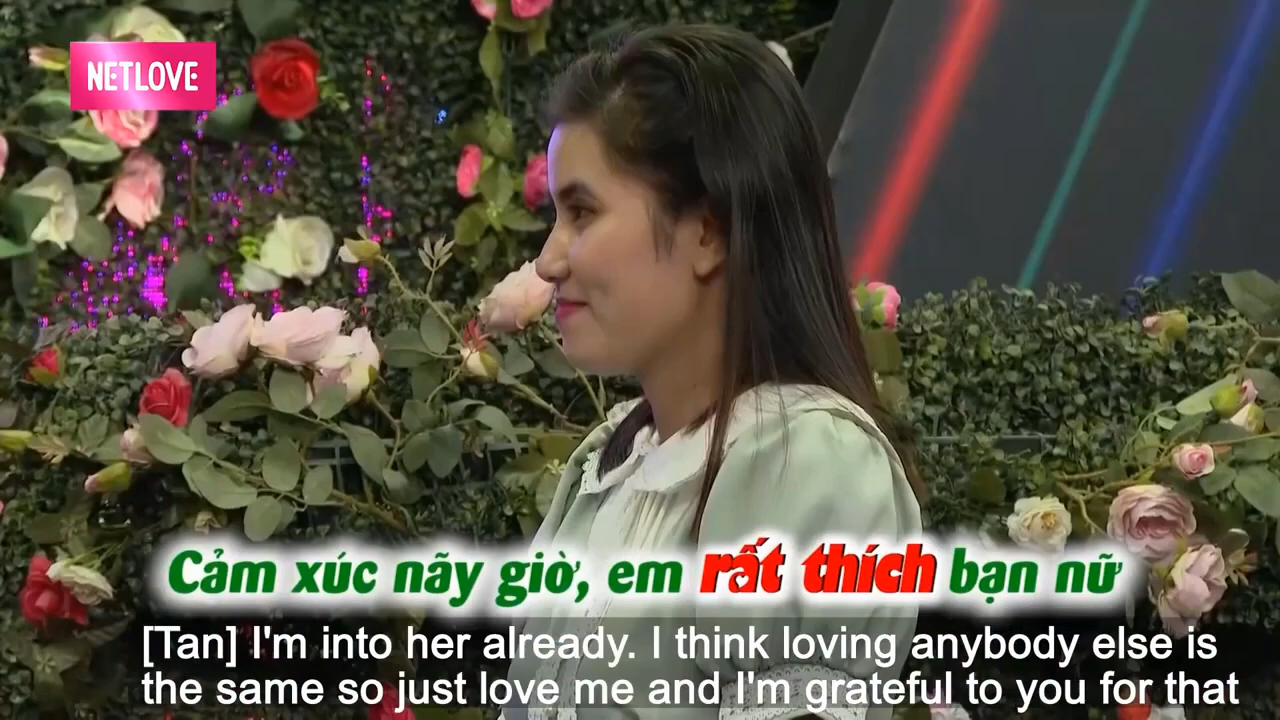 NETLOVE
Cảm xúc nãy giờ, em rất thích bạn nữ
[Tan] I'm into her already. I think loving anybody else is
the same so just love me and I'm grateful to you for that